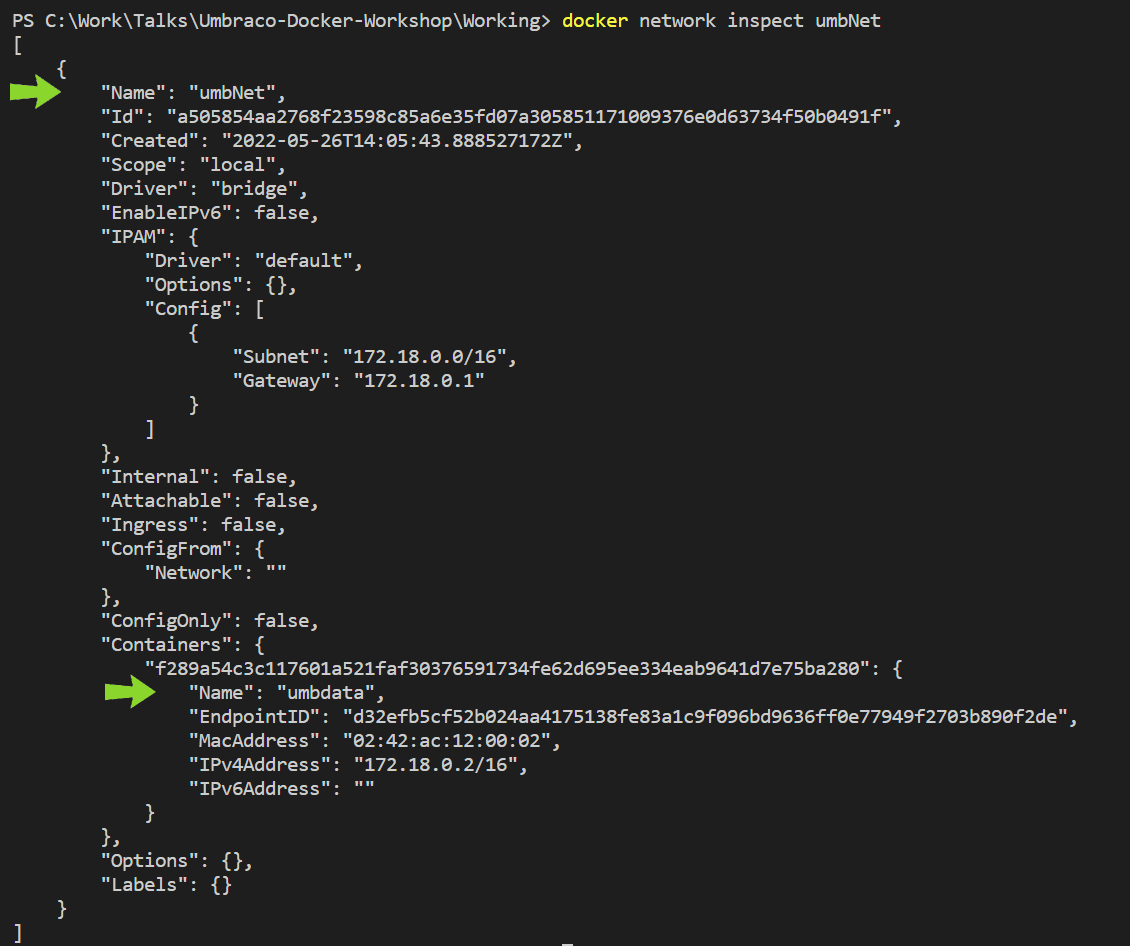 PS C:\Work\Talks\Umbraco-Docker-Workshop\Working> docker network inspect umbNet
[
    {
        "Name": "umbNet",
        "Id": "a505854aa2768f23598c85a6e35fd07a305851171009376e0d63734f50b0491f",
        "Created": "2022-05-26T14:05:43.888527172Z",
        "Scope": "local",
        "Driver": "bridge",
        "EnableIPv6": false,
        "IPAM": {
            "Driver": "default",
            "Options": {},
            "Config": [
                {
                    "Subnet": "172.18.0.0/16",
                    "Gateway": "172.18.0.1"
                }
            ]
        },
        "Internal": false,
        "Attachable": false,
        "Ingress": false,
        "ConfigFrom": {
            "Network": ""
        },
        "ConfigOnly": false,
        "Containers": {
            "f289a54c3c117601a521faf30376591734fe62d695ee334eab9641d7e75ba280": {
                "Name": "umbdata",
                "EndpointID": "d32efb5cf52b024aa4175138fe83a1c9f096bd9636ff0e77949f2703b890f2de",
                "MacAddress": "02:42:ac:12:00:02",
                "IPv4Address": "172.18.0.2/16",
                "IPv6Address": ""
            }
        },
        "Options": {},
        "Labels": {}
    }
]